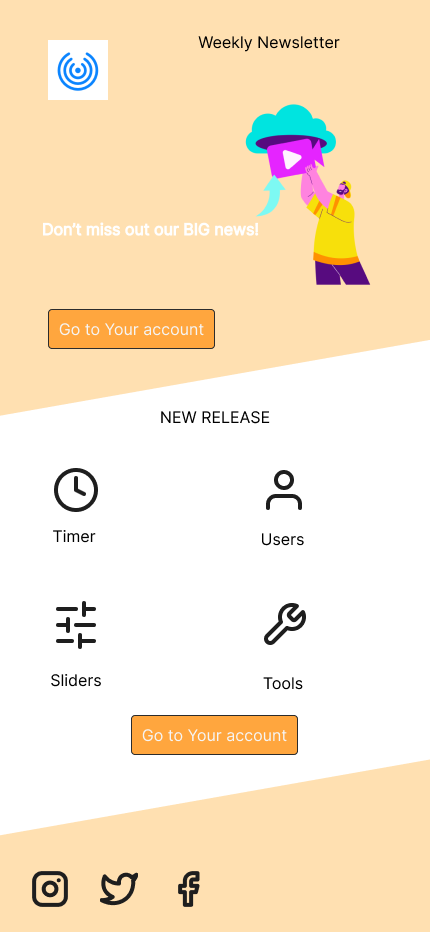 Weekly Newsletter
Don't miss out our BIG news!
Go to Your account
NEW RELEASE
Timer
Users
Sliders
Tools
Go to Your account